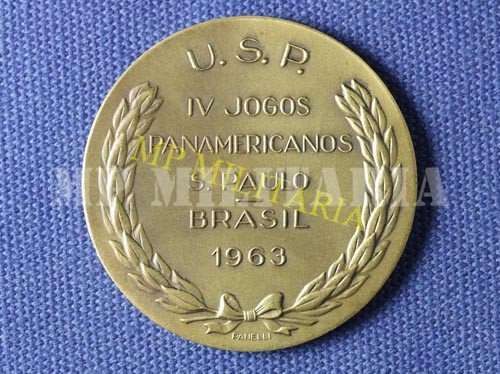 U.S.P.
IV JOGOS
PANAMERICANOS
S. PAULO
BRASIL
1963
PANELLI
MP MILITARIA
MP MILITARIA